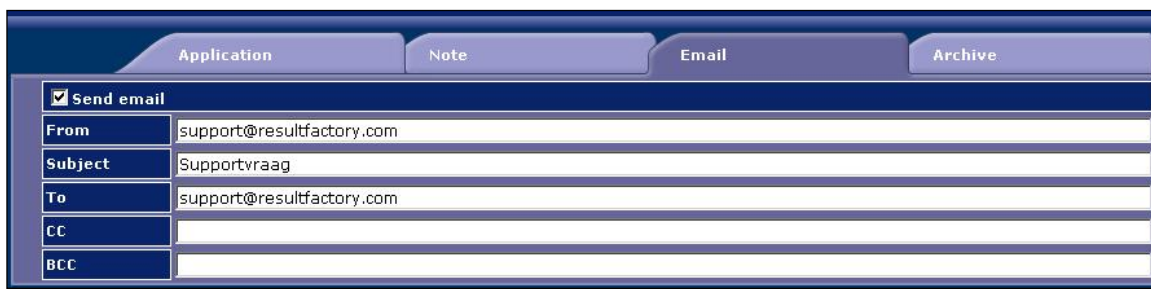 Application Note Email Archive
Send email
From support@resultfactory.com
Subject Supportvraag
To support@resultfactory.com
CC
BCC